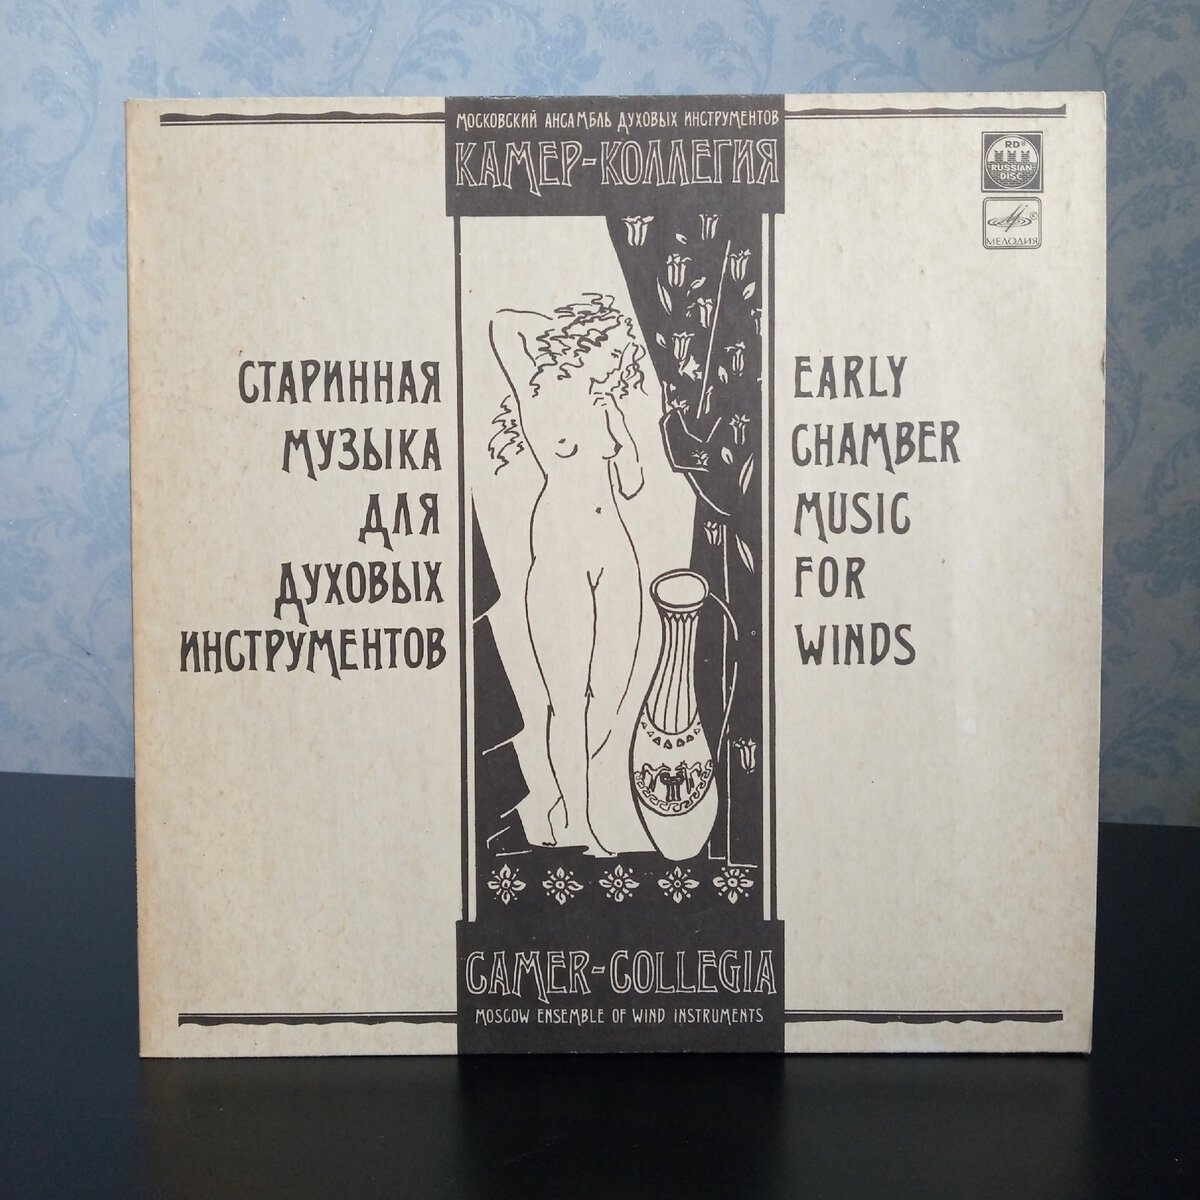 МОСКОВСКИЙ АНСАМБЛЬ ДУХОВЫХ ИНСТРУМЕНТОВ
КАМЕР-КОЛЛЕГИЯ
RD®
RUSSIAN
DISC
®
МЕЛОДИЯ
СТАРИННАЯ
МУЗЫКА
ДЛЯ
ДУХОВЫХ
ИНСТРУМЕНТОВ
EARLY
CHAMBER
MUSIC
FOR
WINDS
CAMER-COLLEGIA
MOSCOW ENSEMBLE OF WIND INSTRUMENTS